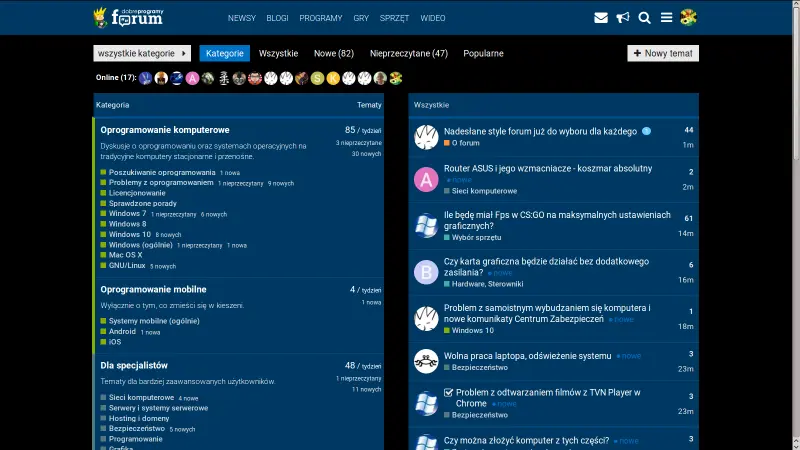 dobreprogramy
forum
NEWSY
BLOGI
PROGRAMY
GRY
SPRZĘT
WIDEO
wszystkie kategorie
Kategorie
Wszystkie
Nowe (82)
Nieprzeczytane (47)
Popularne
+ Nowy temat
Online (17):
A
S
K
Kategoria
Tematy
Oprogramowanie komputerowe
85 / tydzień
Dyskusje o oprogramowaniu oraz systemach operacyjnych na
tradycyjne komputery stacjonarne i przenośne.
3 nieprzeczytane
30 nowych
Poszukiwanie oprogramowania 1 nowa
Problemy z oprogramowaniem 1 nieprzeczytany 9 nowych
Licencjonowanie
Sprawdzone porady
Windows 7 1 nieprzeczytany 6 nowych
Windows 8
Windows 10 8 nowych
Windows (ogólnie) 1 nieprzeczytany 1 nowa
Mac OS X
GNU/Linux 5 nowych
Oprogramowanie mobilne
4 / tydzień
Wyłącznie o tym, co zmieści się w kieszeni.
1 nowa
Systemy mobilne (ogólnie)
Android 1 nowa
iOS
Dla specjalistów
48 / tydzień
Tematy dla bardziej zaawansowanych użytkowników.
1 nieprzeczytany
11 nowych
Sieci komputerowe 4 nowe
Serwery i systemy serwerowe
Hosting i domeny
Bezpieczeństwo 5 nowych
Programowanie
Grafika
Wszystkie
Nadesłane style forum już do wyboru dla każdego
44
O forum
1m
A
Router ASUS i jego wzmacniacze - koszmar absolutny
nowe
2
Sieci komputerowe
2m
Ile będę miał Fps w CS:GO na maksymalnych ustawieniach
graficznych?
61
Wybór sprzętu
14m
B
Czy karta graficzna będzie działać bez dodatkowego
zasilania? nowe
6
Hardware, Sterowniki
16m
Problem z samoistnym wybudzaniem się komputera i
nowe komunikaty Centrum Zabezpieczeń nowe
1
Windows 10
18m
Wolna praca laptopa, odświeżenie systemu nowe
3
Bezpieczeństwo
23m
Problem z odtwarzaniem filmów z TVN Player w
Chrome nowe
3
Bezpieczeństwo
23m
Czy można złożyć komputer z tych części? nowe
3